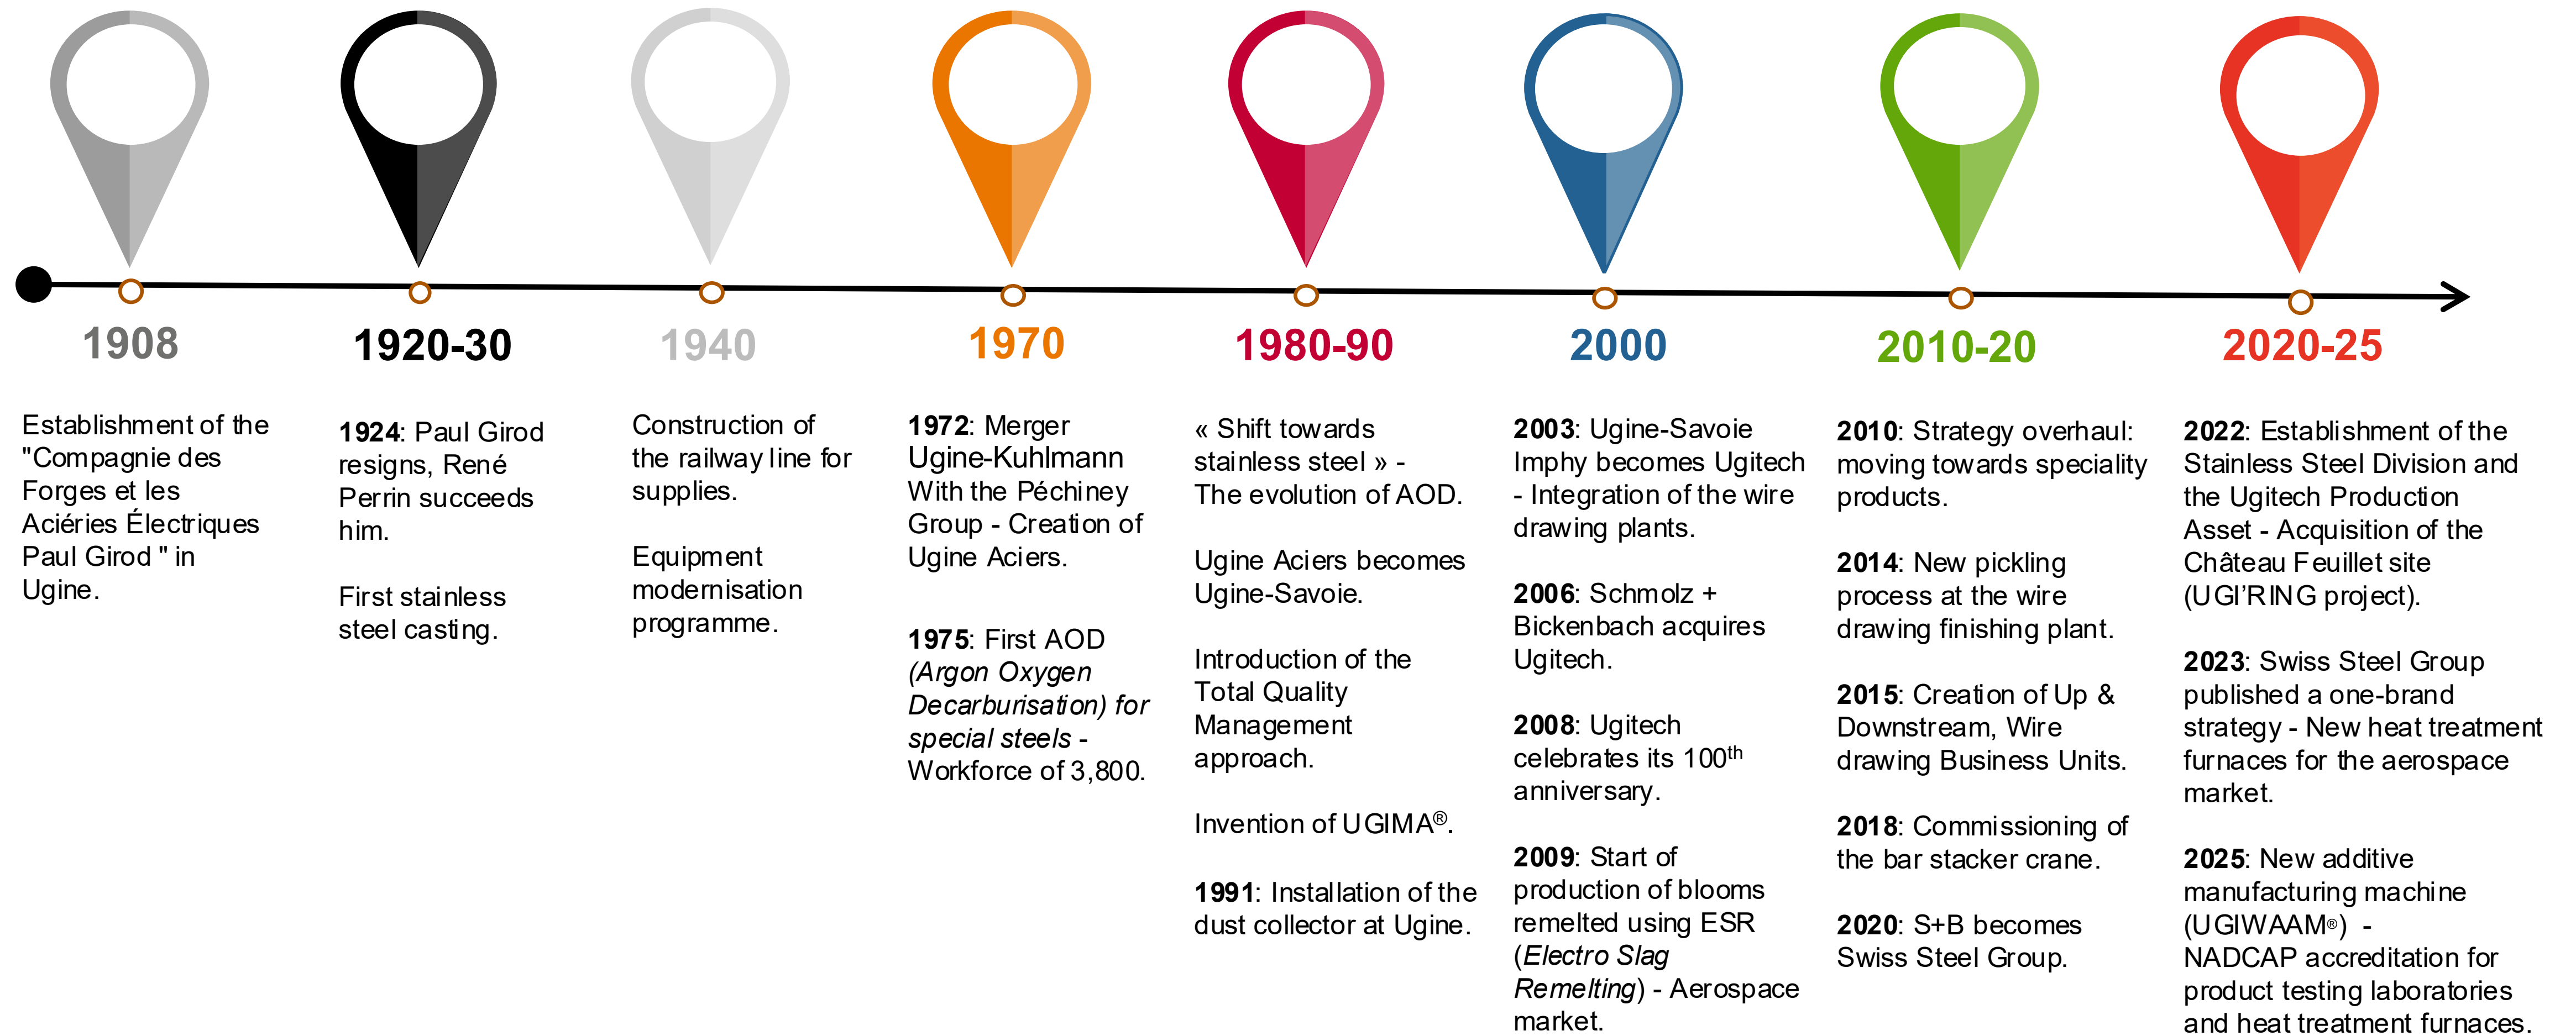 1908
Establishment of the
"Compagnie des
Forges et les
Aciéries Électriques
Paul Girod " in
Ugine.
1920-30
1924: Paul Girod
resigns, René
Perrin succeeds
him.
First stainless
steel casting.
1940
Construction of
the railway line for
supplies.
Equipment
modernisation
programme.
1970
1972: Merger
Ugine-Kuhlmann
With the Péchiney
Group - Creation of
Ugine Aciers.
1975: First AOD
(Argon Oxygen
Decarburisation) for
special steels -
Workforce of 3,800.
1980-90
« Shift towards
stainless steel » -
The evolution of AOD.
Ugine Aciers becomes
Ugine-Savoie.
Introduction of the
Total Quality
Management
approach.
Invention of UGIMA®.
1991: Installation of the
dust collector at Ugine.
2000
2003: Ugine-Savoie
Imphy becomes Ugitech
- Integration of the wire
drawing plants.
2006: Schmolz +
Bickenbach acquires
Ugitech.
2008: Ugitech
celebrates its 100th
anniversary.
2009: Start of
production of blooms
remelted using ESR
(Electro Slag
Remelting) - Aerospace
market.
2010-20
2010: Strategy overhaul:
moving towards speciality
products.
2014: New pickling
process at the wire
drawing finishing plant.
2015: Creation of Up &
Downstream, Wire
drawing Business Units.
2018: Commissioning of
the bar stacker crane.
2020: S+B becomes
Swiss Steel Group.
2020-25
2022: Establishment of the
Stainless Steel Division and
the Ugitech Production
Asset - Acquisition of the
Château Feuillet site
(UGI'RING project).
2023: Swiss Steel Group
published a one-brand
strategy - New heat treatment
furnaces for the aerospace
market.
2025: New additive
manufacturing machine
(UGIWAAM®) -
NADCAP accreditation for
product testing laboratories
and heat treatment furnaces.